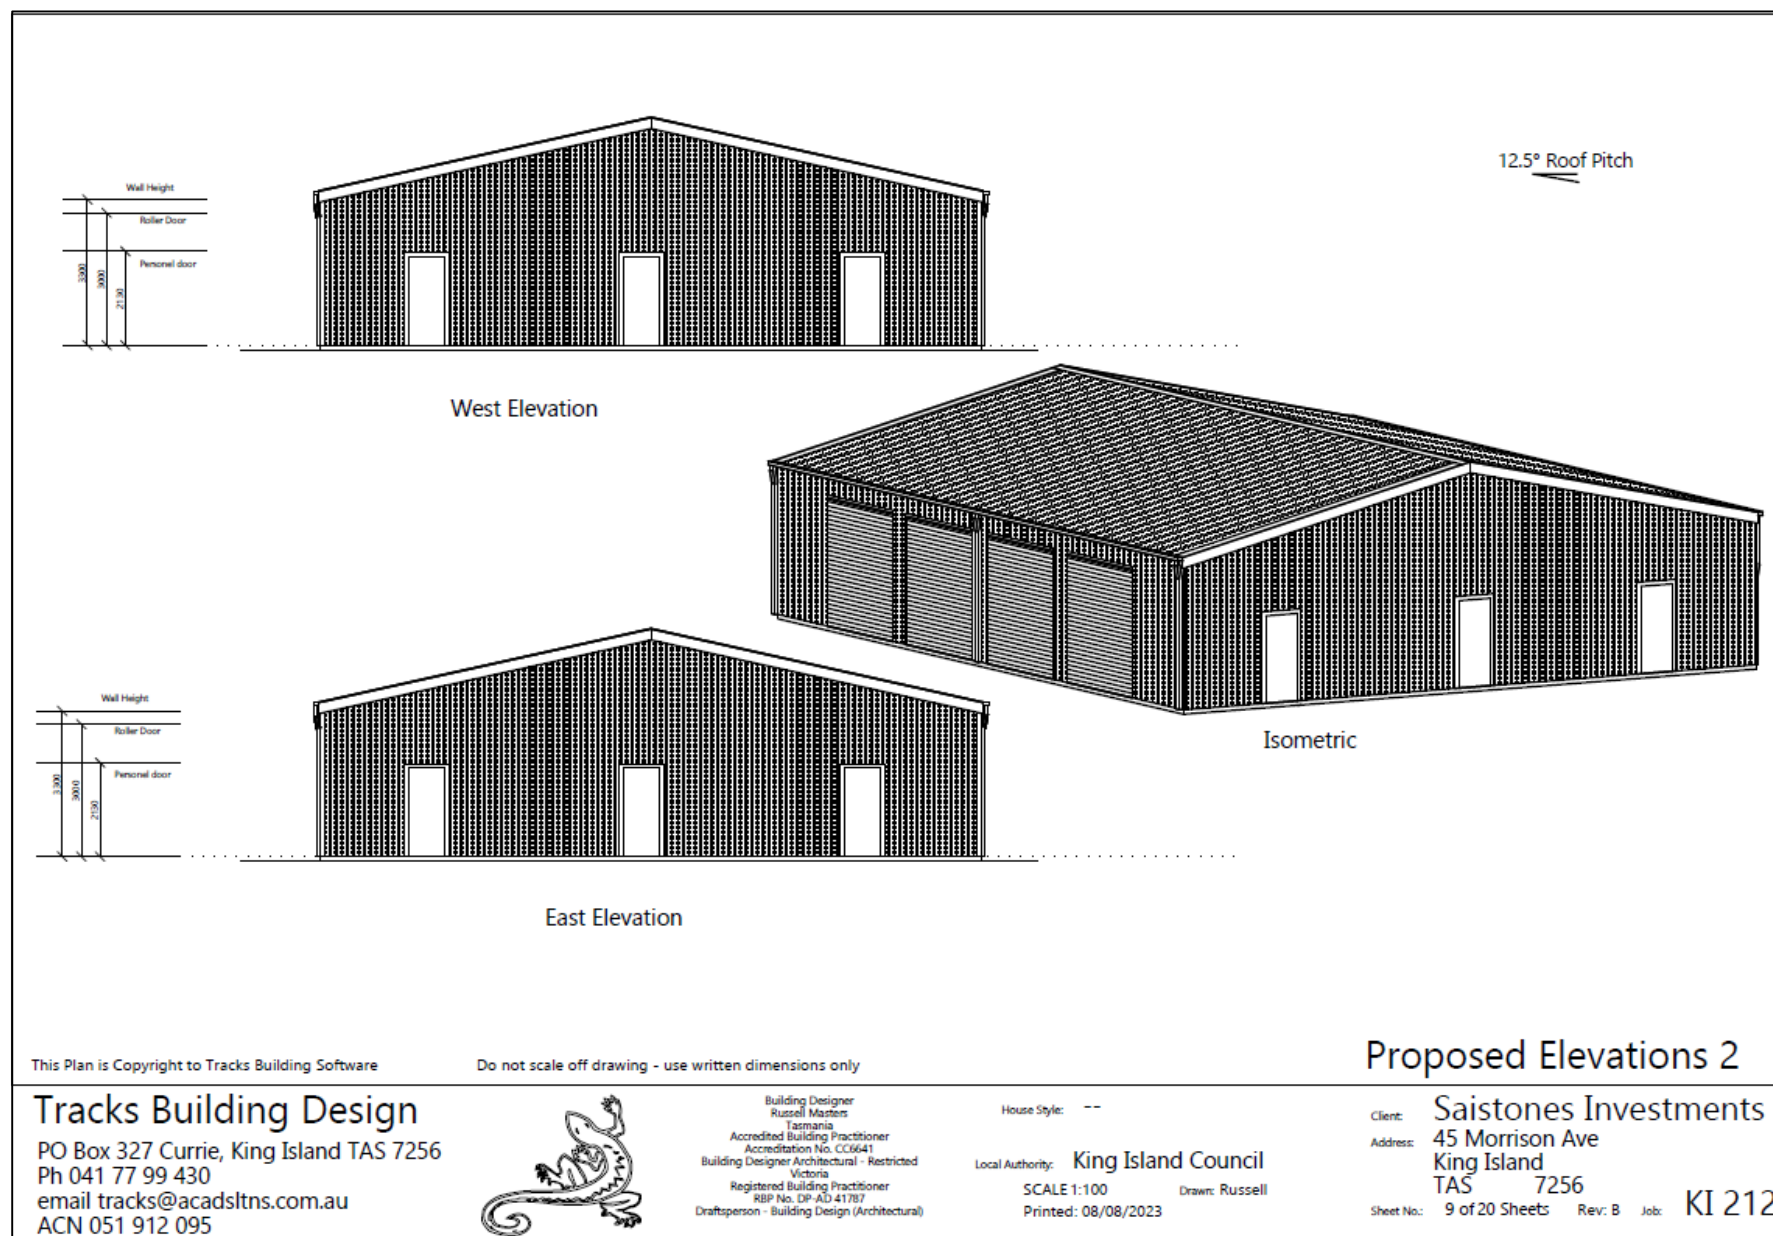 12.5° Roof Pitch
Wall Height
Roller Door
Personel door
3300
3000
2130
West Elevation
Isometric
Wall Height
Roller Door
Personel door
3300
3000
2130
East Elevation
This Plan is Copyright to Tracks Building Software
Do not scale off drawing - use written dimensions only
Proposed Elevations 2
Tracks Building Design
PO Box 327 Currie, King Island TAS 7256
Ph 041 77 99 430
email tracks@acadsltns.com.au
ACN 051 912 095
Building Designer
Russell Masters
Tasmania
Accredited Building Practitioner
Accreditation No. CC6641
Building Designer Architectural - Restricted
Victoria
Registered Building Practitioner
RBP No. DP-AD 41787
Draftsperson - Building Design (Architectural)
House Style: --
Local Authority: King Island Council
SCALE 1:100 Drawn: Russell
Printed: 08/08/2023
Client: Saistones Investments
Address: 45 Morrison Ave
King Island
TAS 7256
Sheet No.: 9 of 20 Sheets Rev: B Job: KI 212